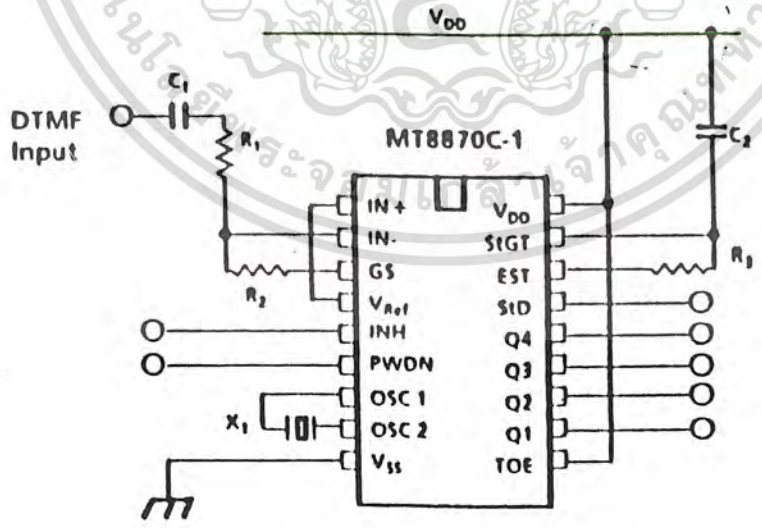 V_DD
C₁
DTMF
Input
R₁
MT8870C-1
C₂
IN+
V_DD
IN-
StGT
GS
EST
R₃
R₂
V_Ref
StD
INH
Q4
PWDN
Q3
OSC 1
Q2
X₁
OSC 2
Q1
V_SS
TOE